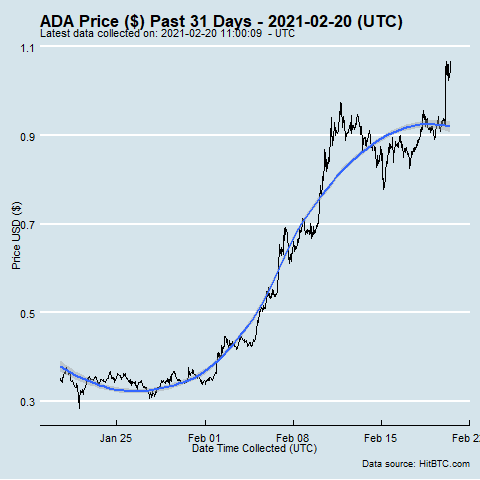 ADA Price ($) Past 31 Days - 2021-02-20 (UTC)
Latest data collected on: 2021-02-20 11:00:09 - UTC
1.1
0.9
0.7
0.5
0.3
Price USD ($)
Jan 25 Feb 01 Feb 08 Feb 15 Feb 2
Date Time Collected (UTC)
Data source: HitBTC.com